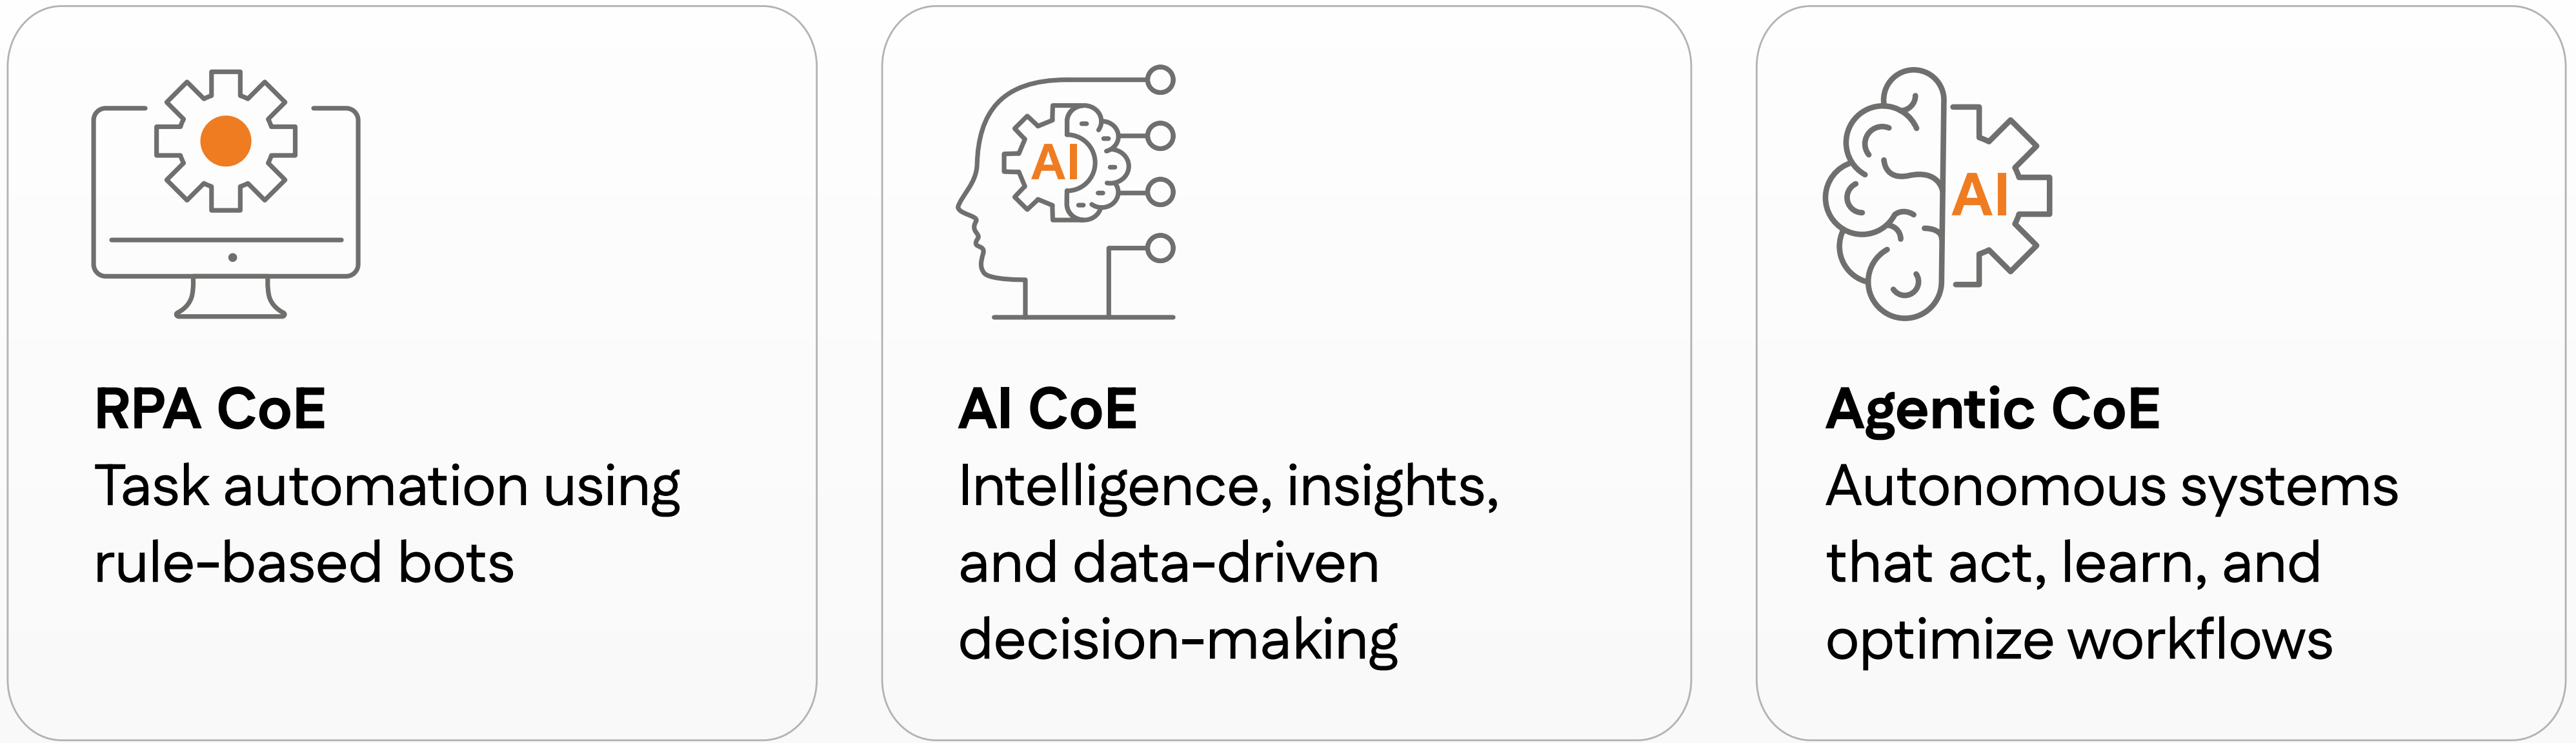 RPA CoE
Task automation using
rule-based bots
AI
AI CoE
Intelligence, insights,
and data-driven
decision-making
AI
Agentic CoE
Autonomous systems
that act, learn, and
optimize workflows